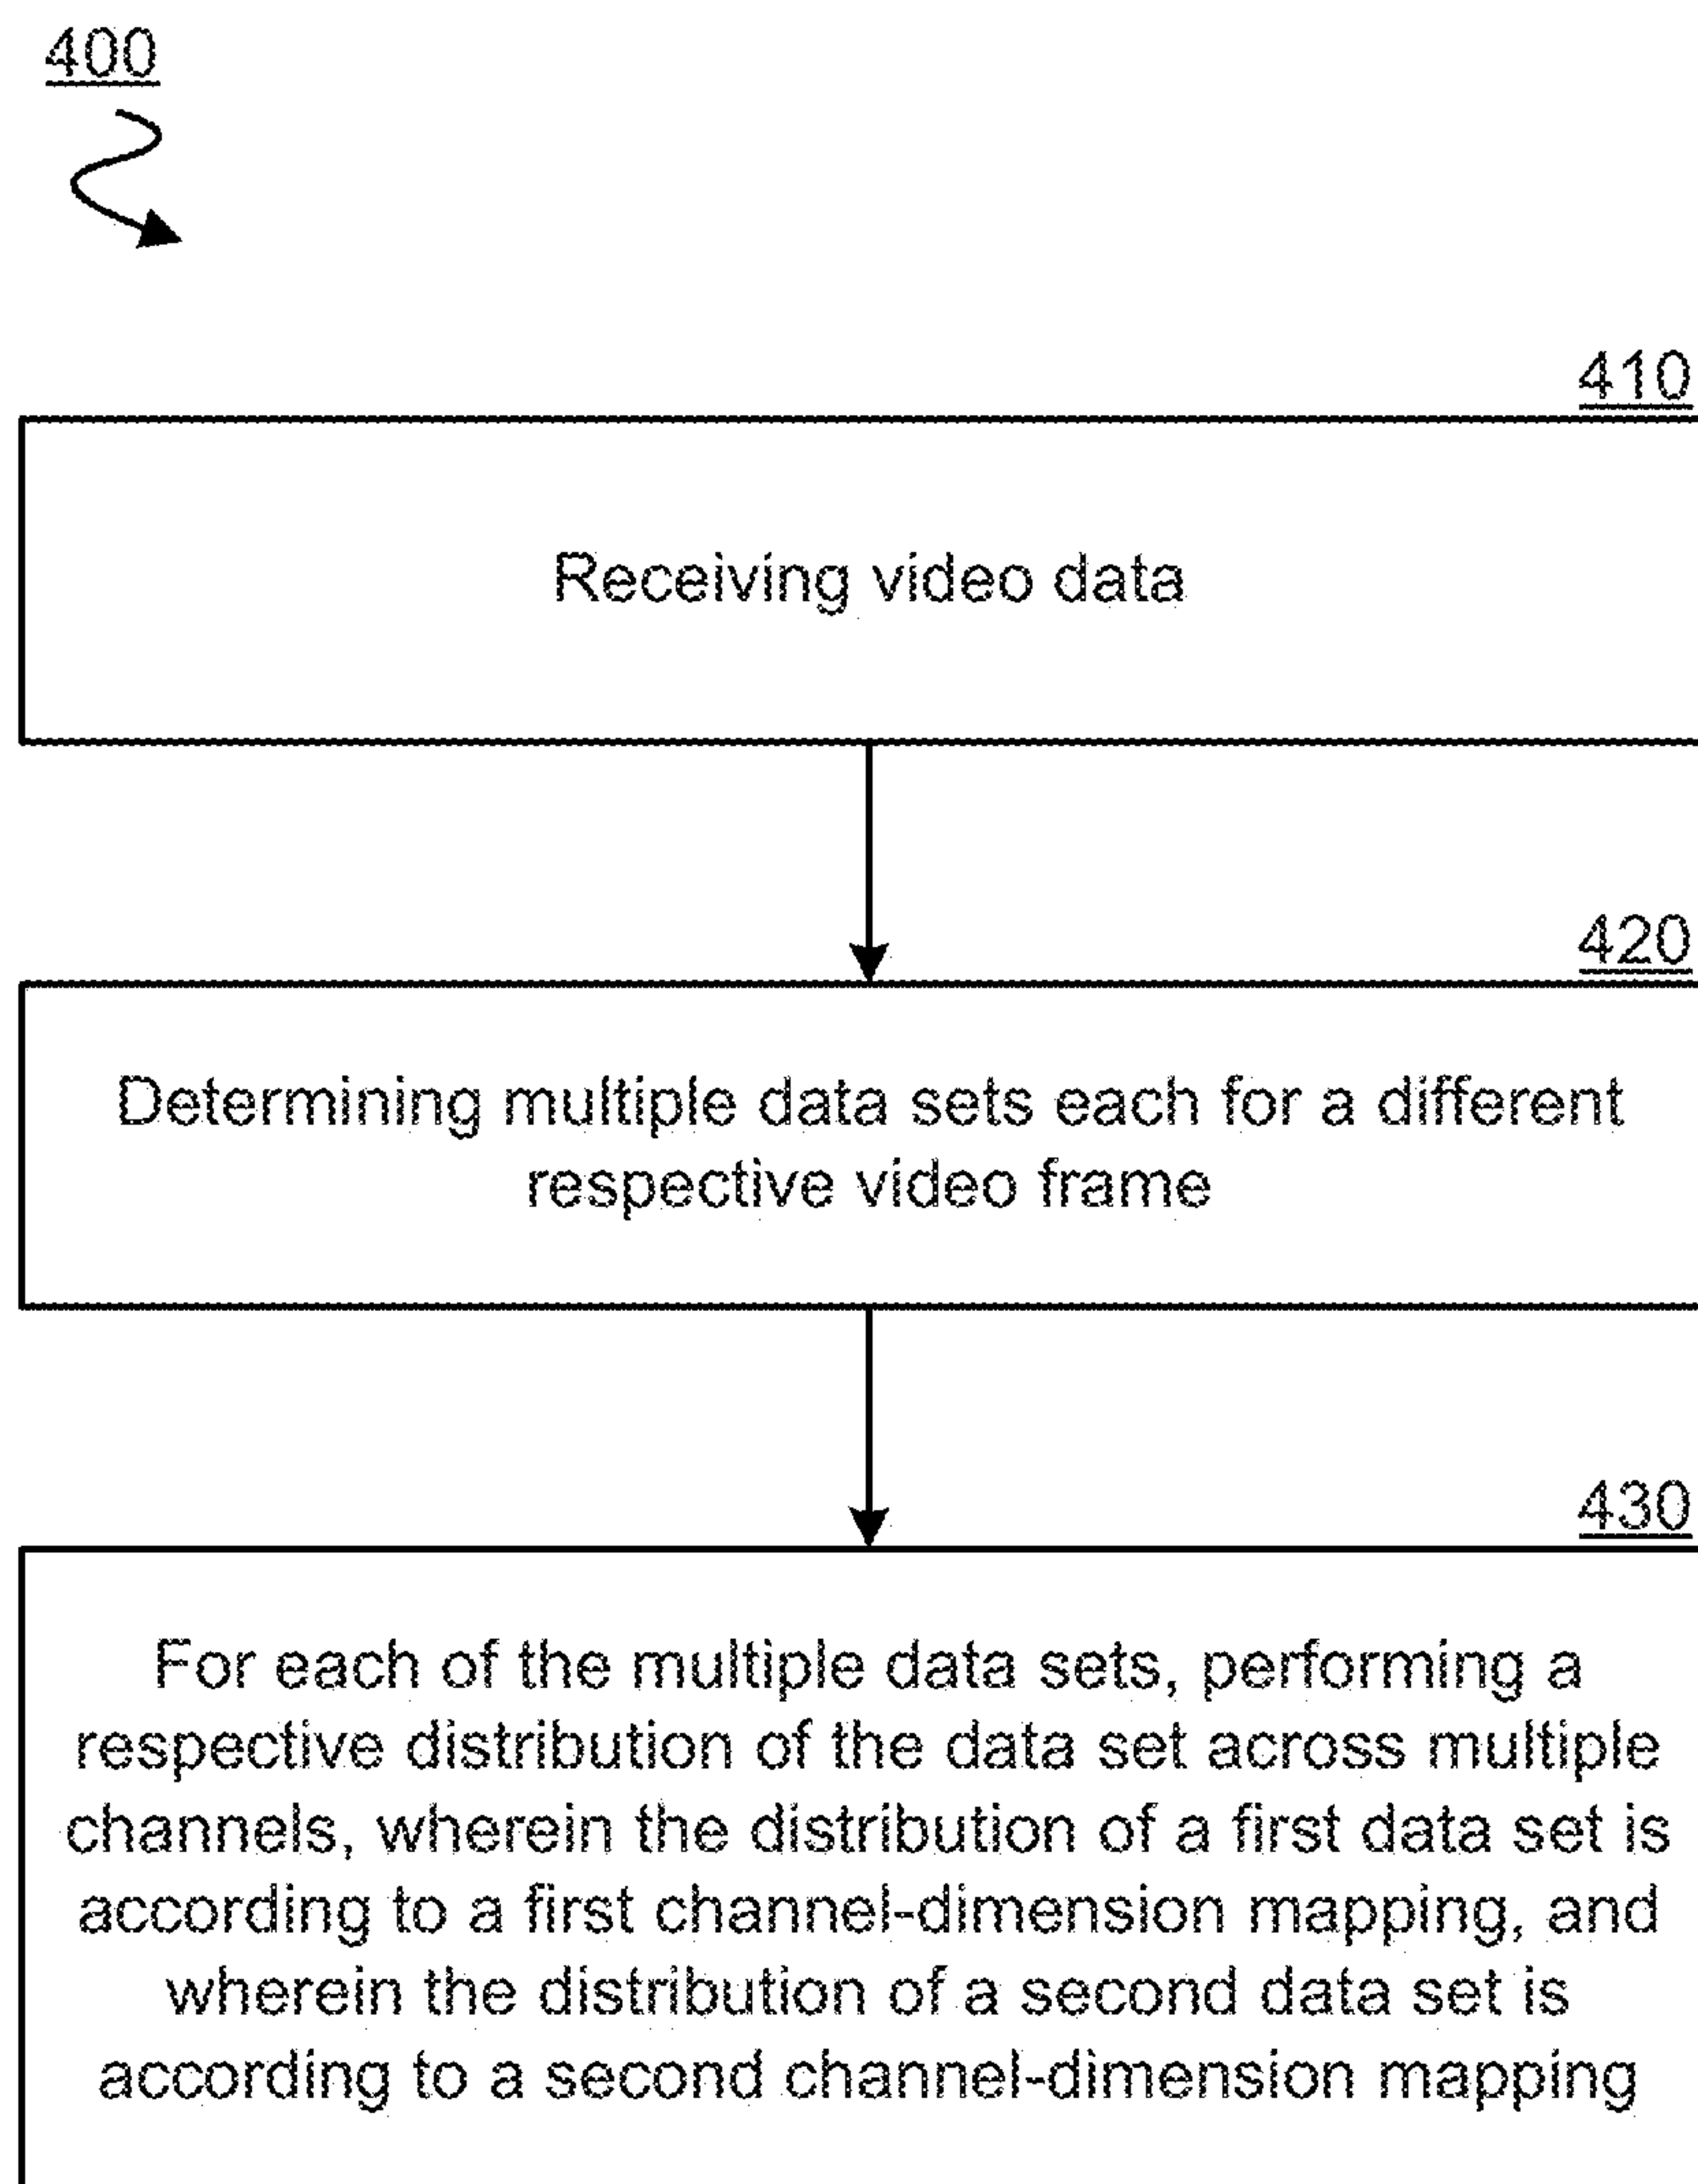 400
410
Receiving video data
420
Determining multiple data sets each for a different
respective video frame
430
For each of the multiple data sets, performing a
respective distribution of the data set across multiple
channels, wherein the distribution of a first data set is
according to a first channel-dimension mapping, and
wherein the distribution of a second data set is
according to a second channel-dimension mapping